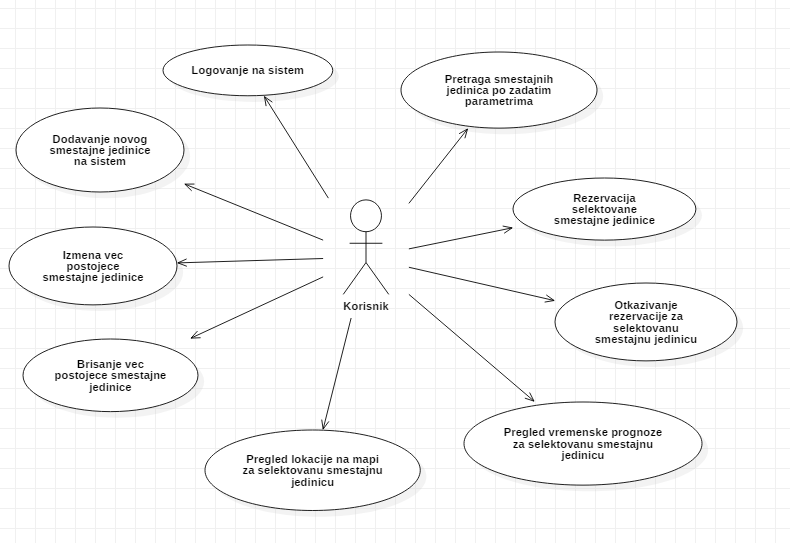 Logovanje na sistem
Pretraga smestajnih
jedinica po zadatim
parametrima
Dodavanje novog
smestajne jedinice
na sistem
Rezervacija
selektovane
smestajne jedinice
Izmena vec
postojece
smestajne jedinice
Korisnik
Otkazivanje
rezervacije za
selektovanu
smestajnu jedinicu
Brisanje vec
postojece smestajne
jedinice
Pregled lokacije na mapi
za selektovanu smestajnu
jedinicu
Pregled vremenske prognoze
za selektovanu smestajnu
jedinicu